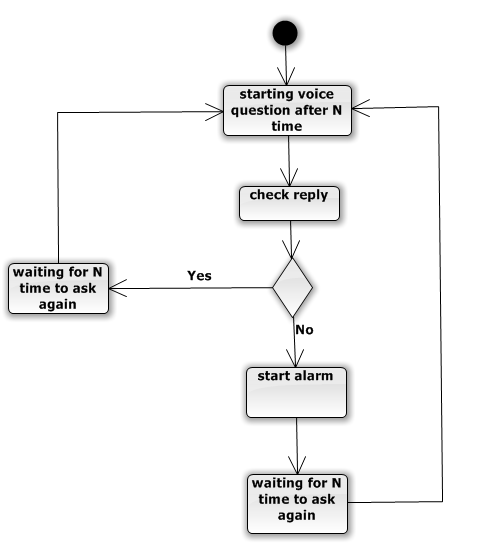 starting voice
question after N
time
check reply
Yes
waiting for N
time to ask
again
No
start alarm
waiting for N
time to ask
again